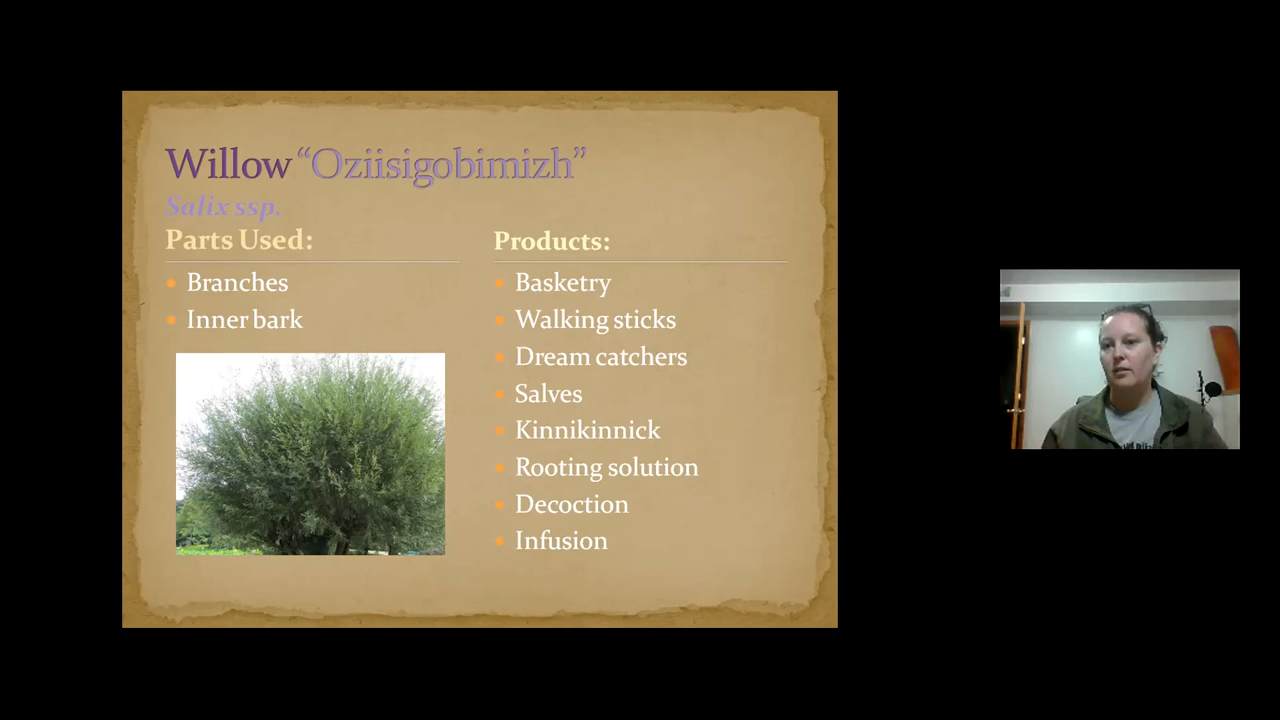 Willow “Oziisigobimizh”
Salix ssp.
Parts Used:
Branches
Inner bark
Products:
Basketry
Walking sticks
Dream catchers
Salves
Kinnikinnick
Rooting solution
Decoction
Infusion